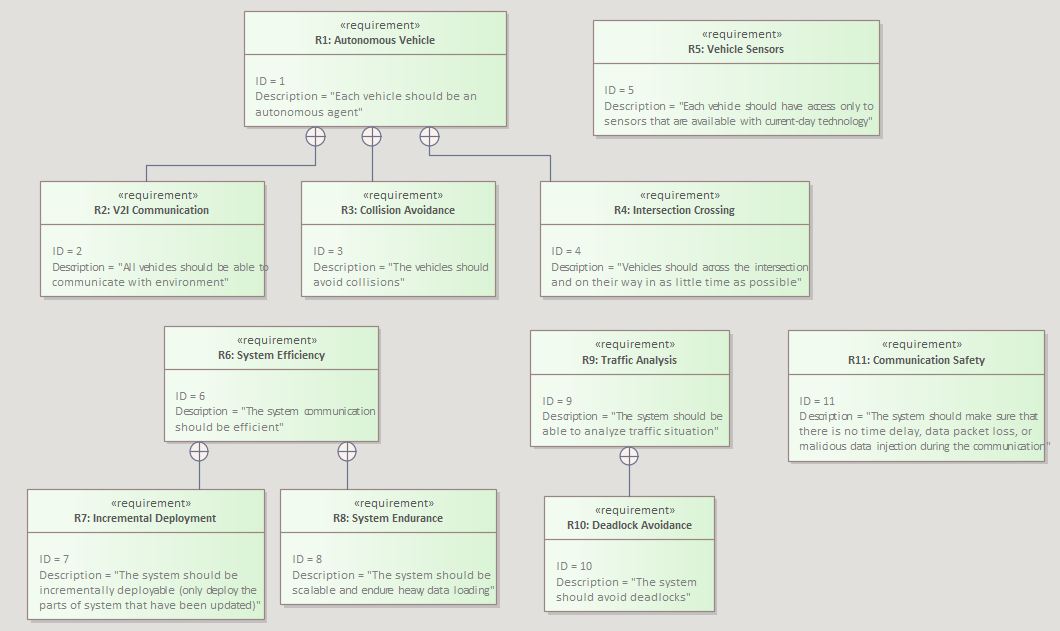 «requirement»
R1: Autonomous Vehicle
ID = 1
Description = "Each vehicle should be an
autonomous agent"
«requirement»
R5: Vehicle Sensors
ID = 5
Description = "Each vehicle should have access only to
sensors that are available with current-day technology"
«requirement»
R2: V2I Communication
ID = 2
Description = "All vehicles should be able to
communicate with environment"
«requirement»
R3: Collision Avoidance
ID = 3
Description = "The vehicles should
avoid collisions"
«requirement»
R4: Intersection Crossing
ID = 4
Description = "Vehicles should across the intersection
and on their way in as little time as possible"
«requirement»
R6: System Efficiency
ID = 6
Description = "The system communication
should be efficient"
«requirement»
R9: Traffic Analysis
ID = 9
Description = "The system should be
able to analyze traffic situation"
«requirement»
R11: Communication Safety
ID = 11
Description = "The system should make sure that
there is no time delay, data packet loss, or
malicious data injection during the communication"
«requirement»
R7: Incremental Deployment
ID = 7
Description = "The system should be
incrementally deployable (only deploy the
parts of system that have been updated)"
«requirement»
R8: System Endurance
ID = 8
Description = "The system should be
scalable and endure heavy data loading"
«requirement»
R10: Deadlock Avoidance
ID = 10
Description = "The system
should avoid deadlocks"